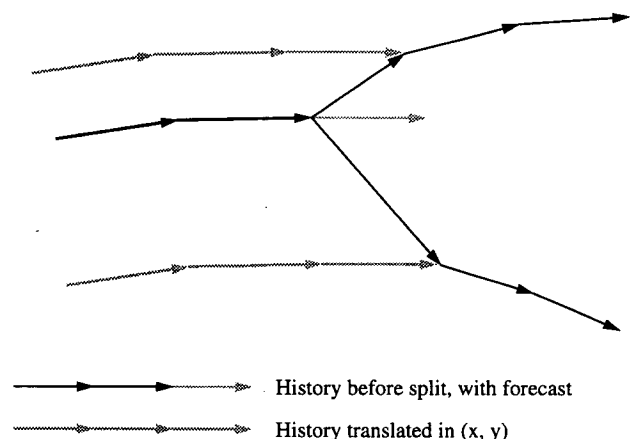 History before split, with forecast
History translated in (x, y)